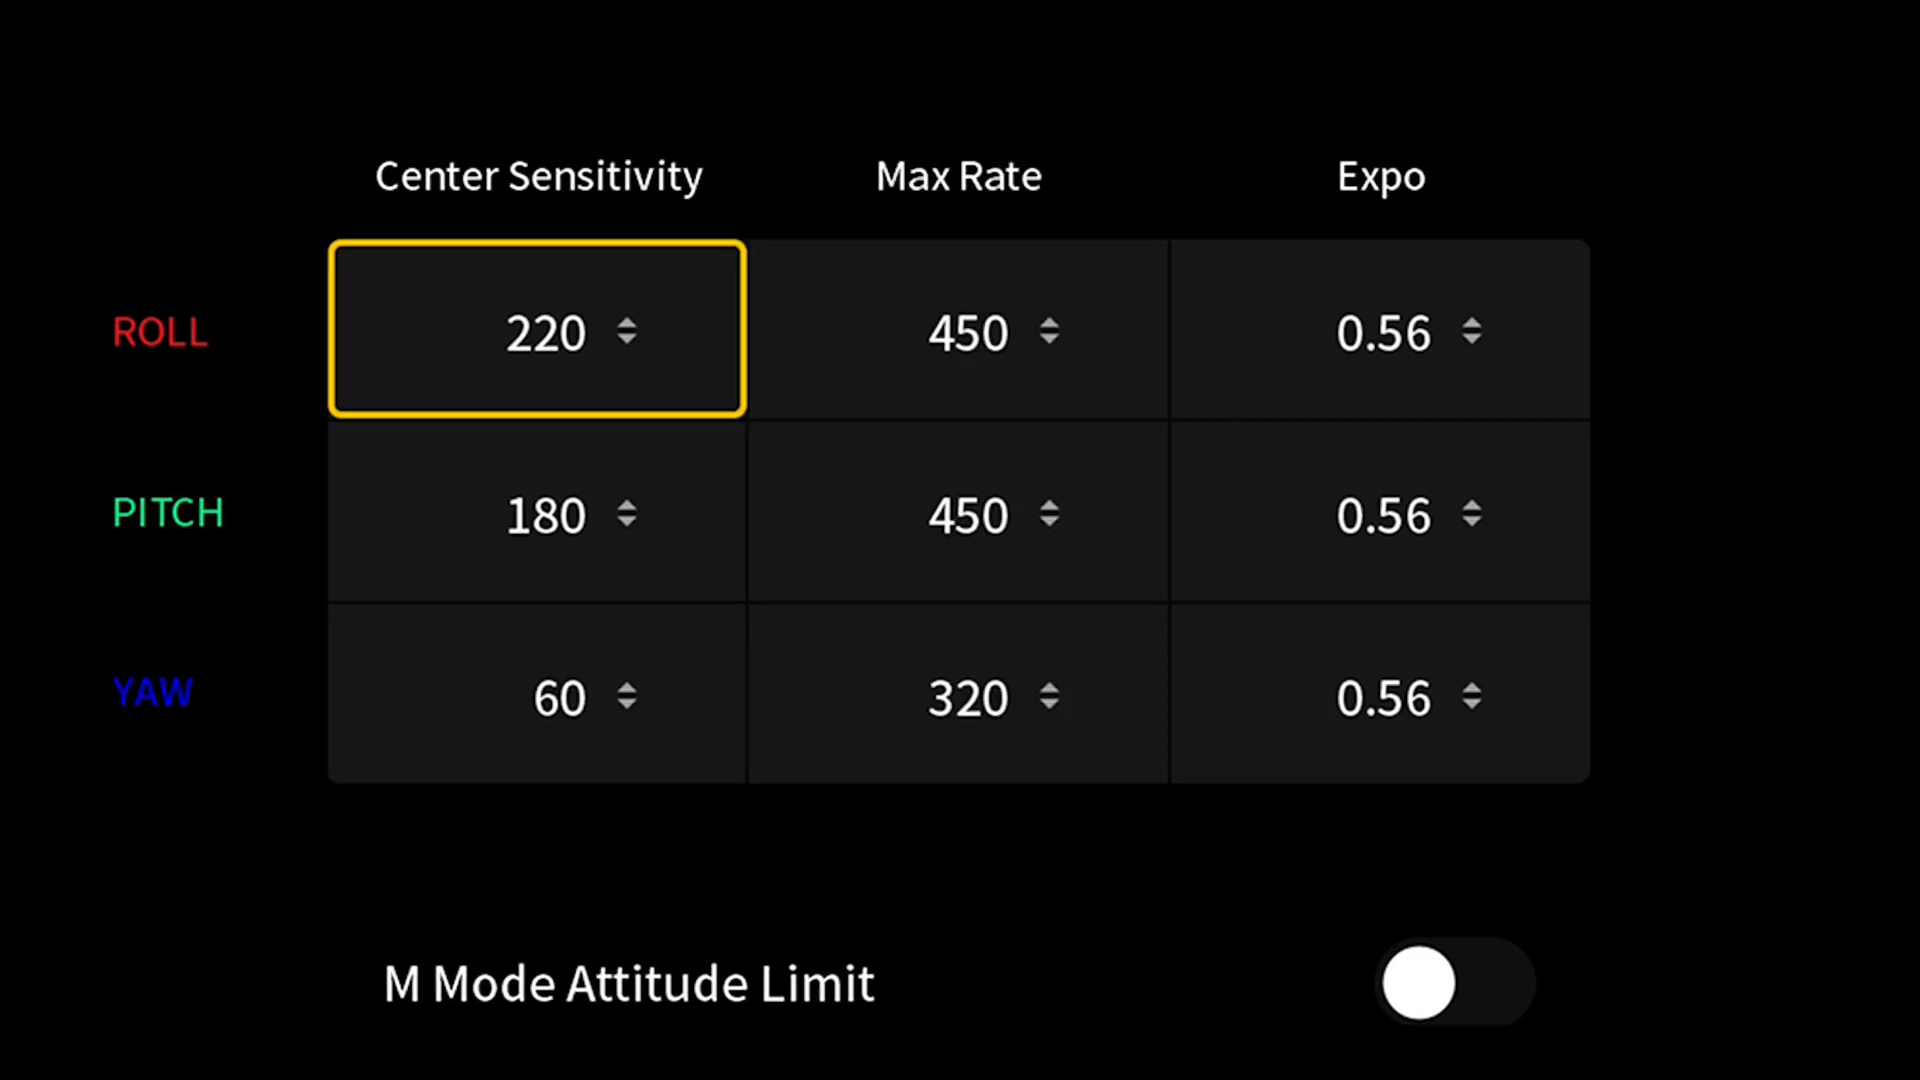 Center Sensitivity Max Rate Expo
ROLL 220 450 0.56
PITCH 180 450 0.56
YAW 60 320 0.56
M Mode Attitude Limit